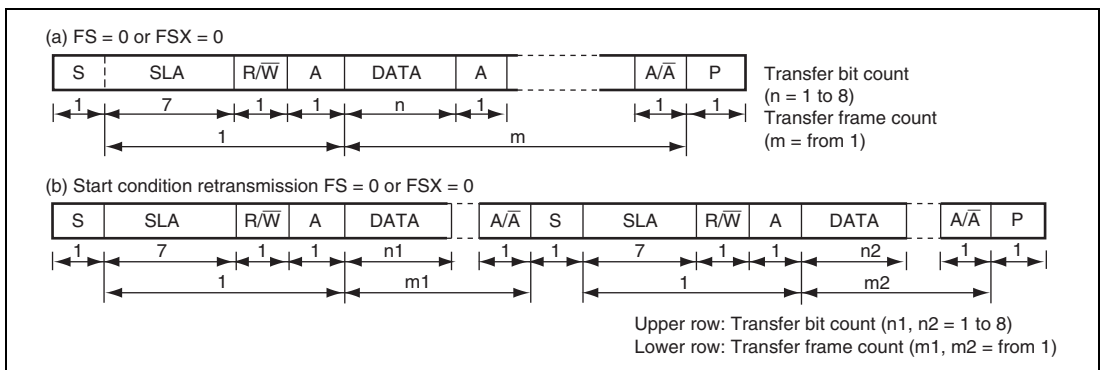 (a) FS = 0 or FSX = 0
S SLA R/W̅ A DATA A A/A̅ P
1 7 1 1 n 1 1 1
1 m
Transfer bit count
(n = 1 to 8)
Transfer frame count
(m = from 1)
(b) Start condition retransmission FS = 0 or FSX = 0
S SLA R/W̅ A DATA A/A̅ S SLA R/W̅ A DATA A/A̅ P
1 7 1 1 n1 1 1 7 1 1 n2 1 1
1 m1 1 m2
Upper row: Transfer bit count (n1, n2 = 1 to 8)
Lower row: Transfer frame count (m1, m2 = from 1)